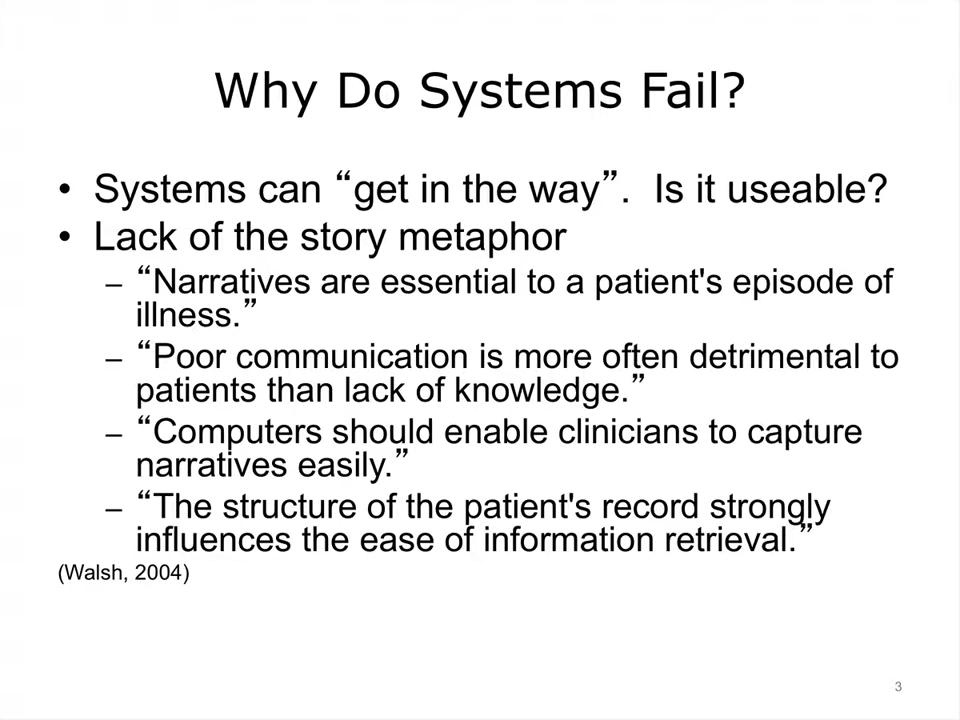 Why Do Systems Fail?
• Systems can “get in the way”.  Is it useable?
• Lack of the story metaphor
– “Narratives are essential to a patient's episode of
illness.”
– “Poor communication is more often detrimental to
patients than lack of knowledge.”
– “Computers should enable clinicians to capture
narratives easily.”
– “The structure of the patient's record strongly
influences the ease of information retrieval.”
(Walsh, 2004)
3